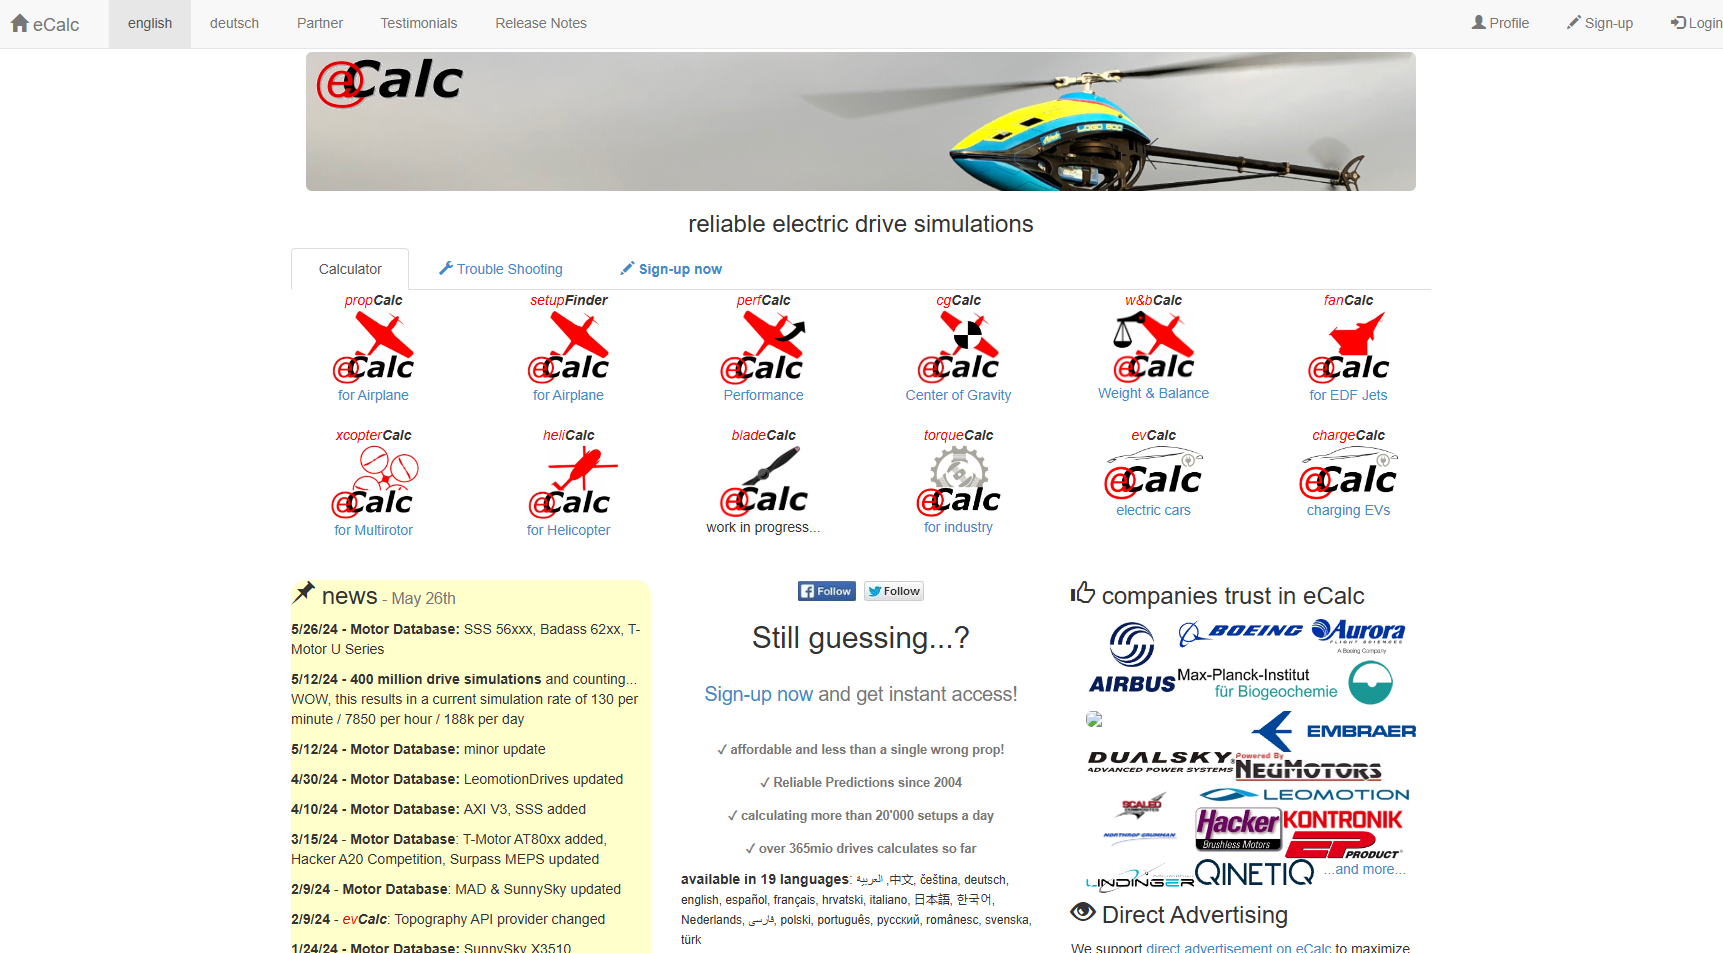 eCalc
english
deutsch
Partner
Testimonials
Release Notes
Profile
Sign-up
Login
eCalc
LOGO 800
reliable electric drive simulations
Calculator
Trouble Shooting
Sign-up now
propCalc
setupFinder
perfCalc
cgCalc
w&bCalc
fanCalc
eCalc
eCalc
eCalc
eCalc
eCalc
eCalc
for Airplane
for Airplane
Performance
Center of Gravity
Weight & Balance
for EDF Jets
xcopterCalc
heliCalc
bladeCalc
torqueCalc
evCalc
chargeCalc
eCalc
eCalc
eCalc
eCalc
eCalc
eCalc
for Multirotor
for Helicopter
work in progress...
for industry
electric cars
charging EVs
news - May 26th
5/26/24 - Motor Database: SSS 56xxx, Badass 62xx, T-
Motor U Series
5/12/24 - 400 million drive simulations and counting...
WOW, this results in a current simulation rate of 130 per
minute / 7850 per hour / 188k per day
5/12/24 - Motor Database: minor update
4/30/24 - Motor Database: LeomotionDrives updated
4/10/24 - Motor Database: AXI V3, SSS added
3/15/24 - Motor Database: T-Motor AT80xx added,
Hacker A20 Competition, Surpass MEPS updated
2/9/24 - Motor Database: MAD & SunnySky updated
2/9/24 - evCalc: Topography API provider changed
1/24/24 - Motor Database: SunnySky X3510
Follow
Follow
Still guessing...?
Sign-up now and get instant access!
✓ affordable and less than a single wrong prop!
✓ Reliable Predictions since 2004
✓ calculating more than 20'000 setups a day
✓ over 365mio drives calculates so far
available in 19 languages: العربية, 中文, čeština, deutsch,
english, español, français, hrvatski, italiano, 日本語, 한국어,
Nederlands, فارسی, polski, português, русский, românesc, svenska,
türk
companies trust in eCalc
AIRBUS
BOEING
Aurora
FLIGHT SCIENCES
A Boeing Company
Max-Planck-Institut
für Biogeochemie
EMBRAER
DUALSKY
ADVANCED POWER SYSTEMS
Powered By
NEUMOTORS
SCALED
COMPOSITES
NORTHROP GRUMMAN
LEOMOTION
Hacker
Brushless Motors
KONTRONIK
EP PRODUCT
LINDINGER
QINETIQ
...and more...
Direct Advertising
We support direct advertisement on eCalc to maximize